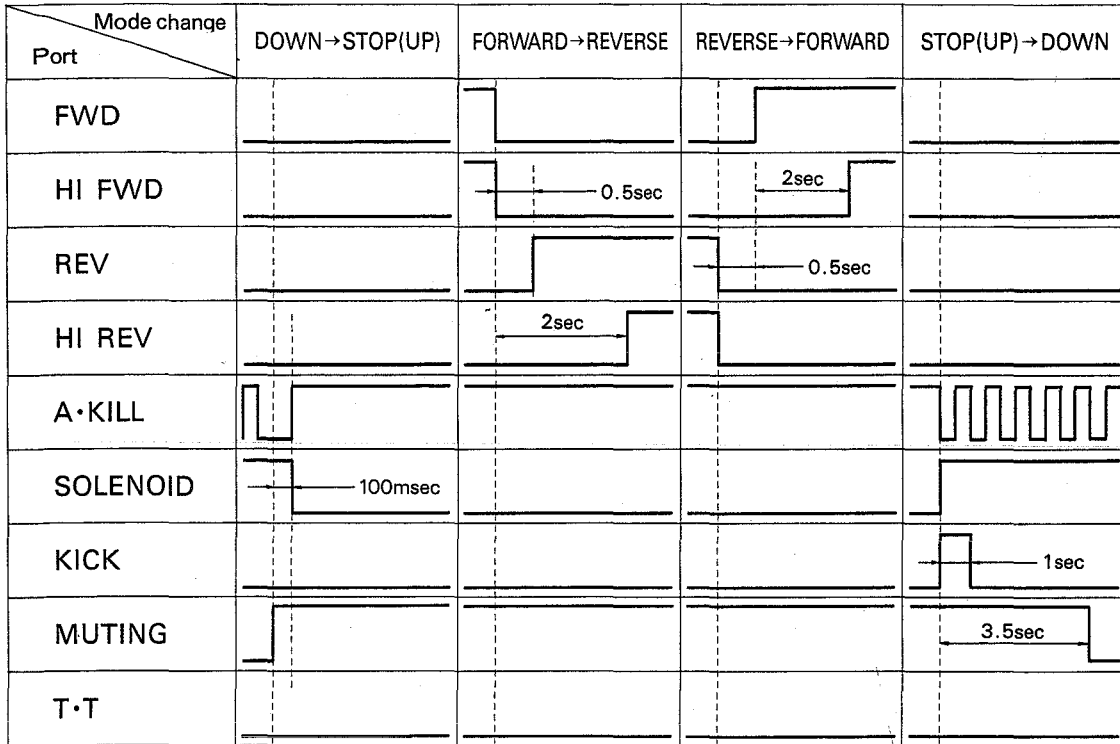 Mode change
Port
DOWN→STOP(UP)
FORWARD→REVERSE
REVERSE→FORWARD
STOP(UP)→DOWN
FWD
HI FWD
0.5sec
2sec
REV
0.5sec
HI REV
2sec
A•KILL
SOLENOID
100msec
KICK
1sec
MUTING
3.5sec
T•T